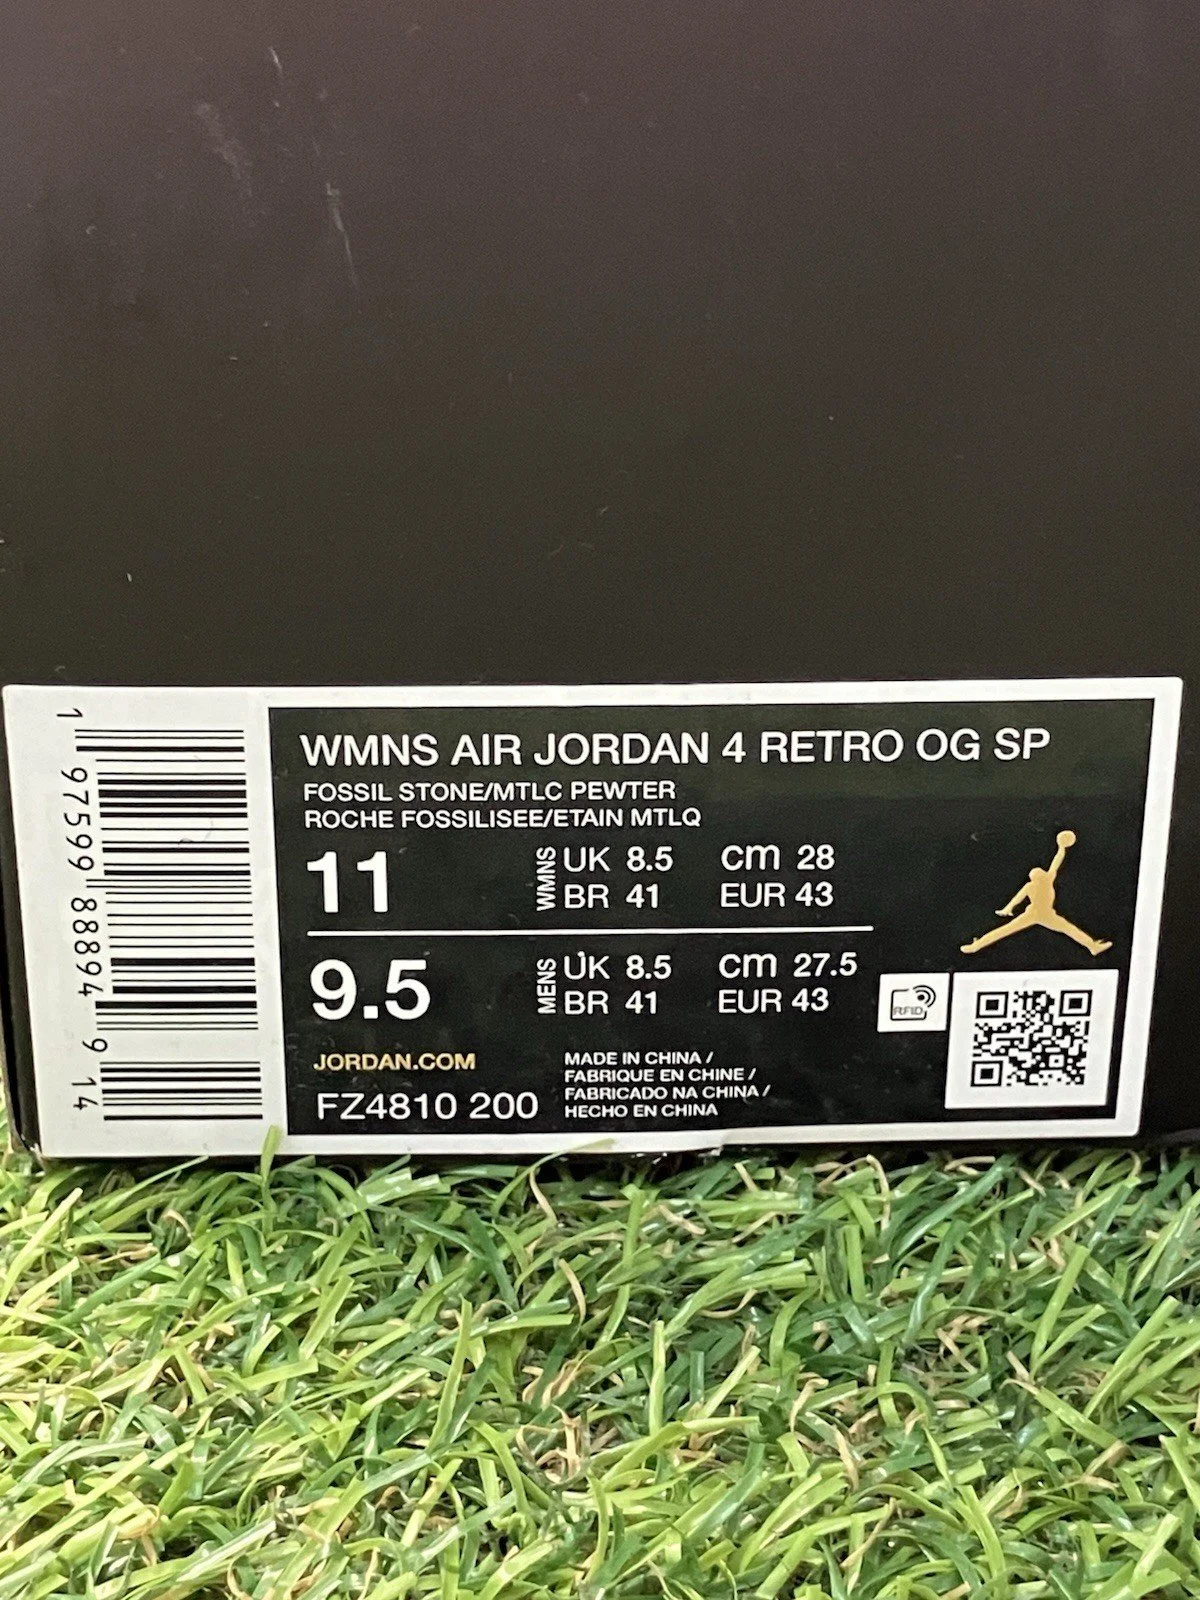 WMNS AIR JORDAN 4 RETRO OG SP
FOSSIL STONE/MTLC PEWTER
ROCHE FOSSILISEE/ETAIN MTLQ
11 WMNS UK 8.5 cm 28
BR 41 EUR 43
9.5 MENS UK 8.5 cm 27.5
BR 41 EUR 43
RFID
JORDAN.COM
FZ4810 200
MADE IN CHINA /
FABRIQUE EN CHINE /
FABRICADO NA CHINA /
HECHO EN CHINA
1 97599 88894 9 14